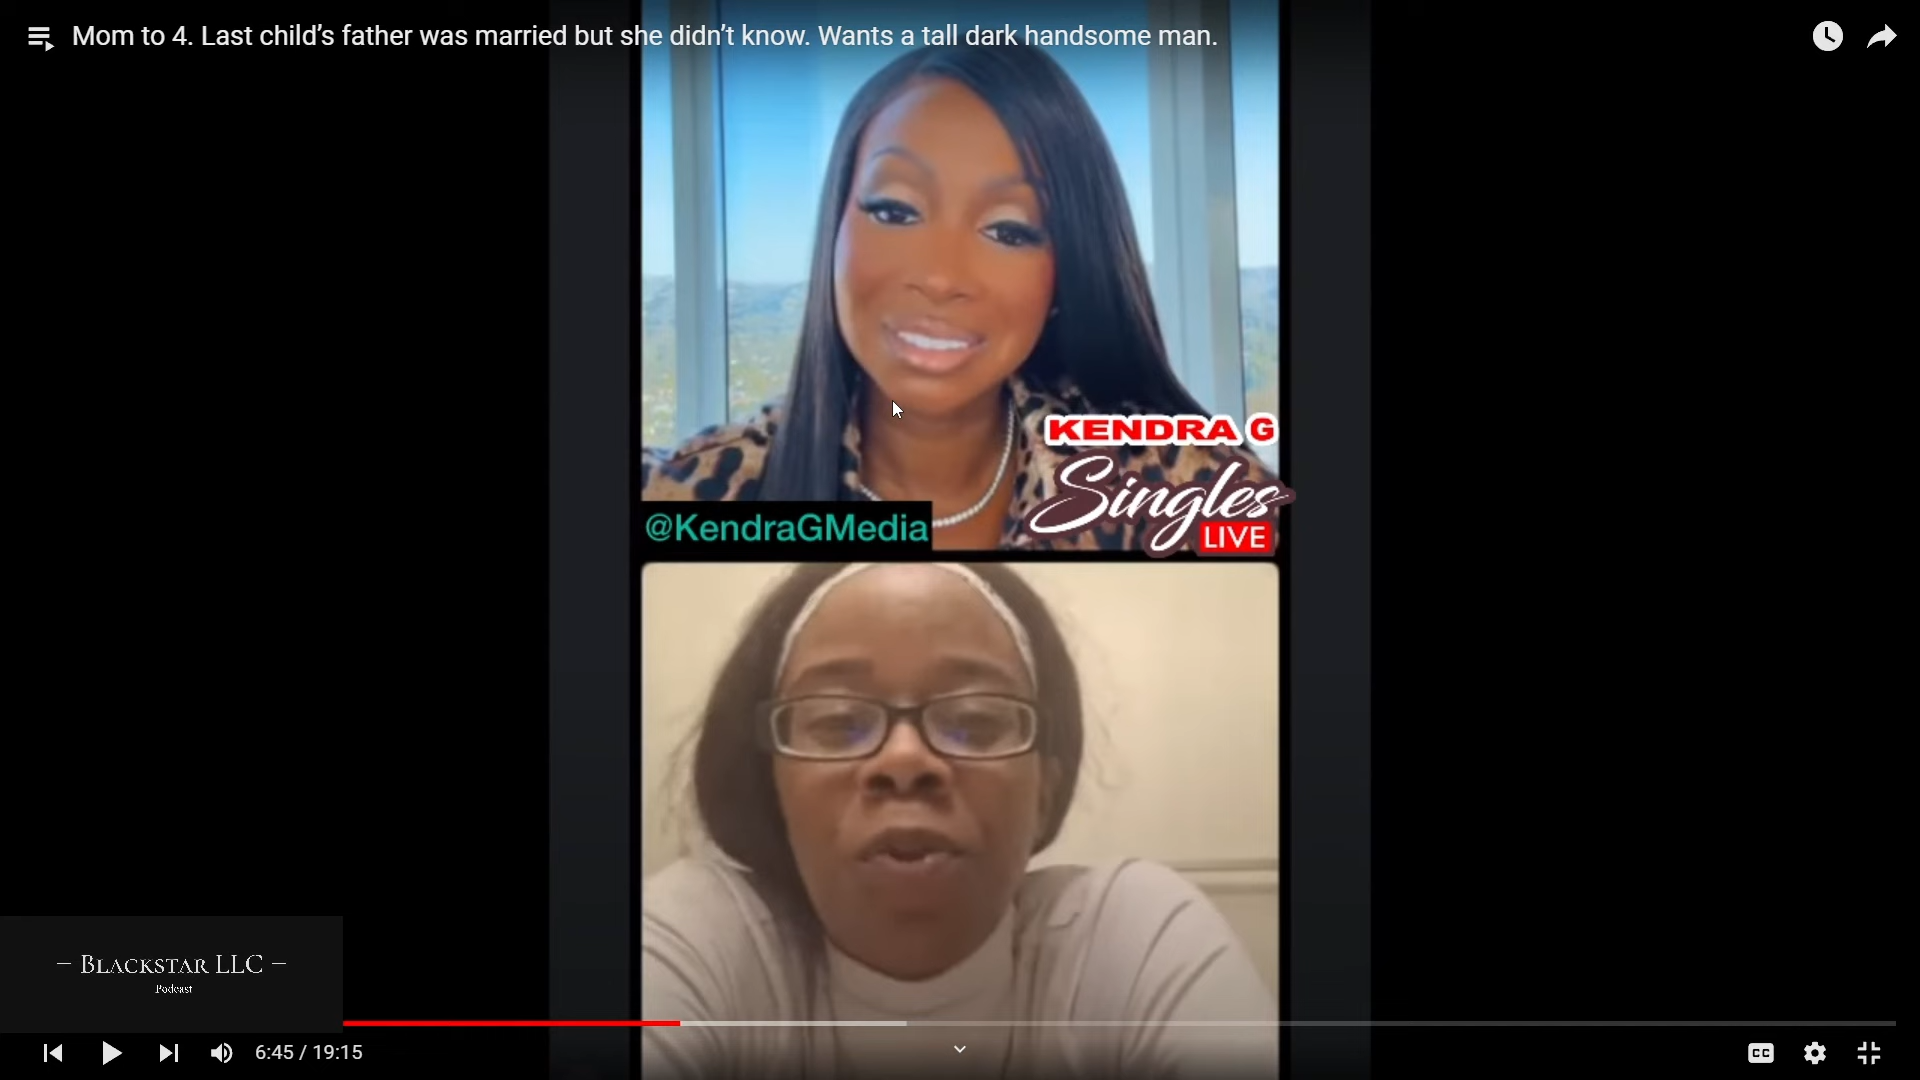 Mom to 4. Last child’s father was married but she didn’t know. Wants a tall dark handsome man.
KENDRA G
Singles
LIVE
@KendraGMedia
– BLACKSTAR LLC –
Podcast
6:45 / 19:15
CC